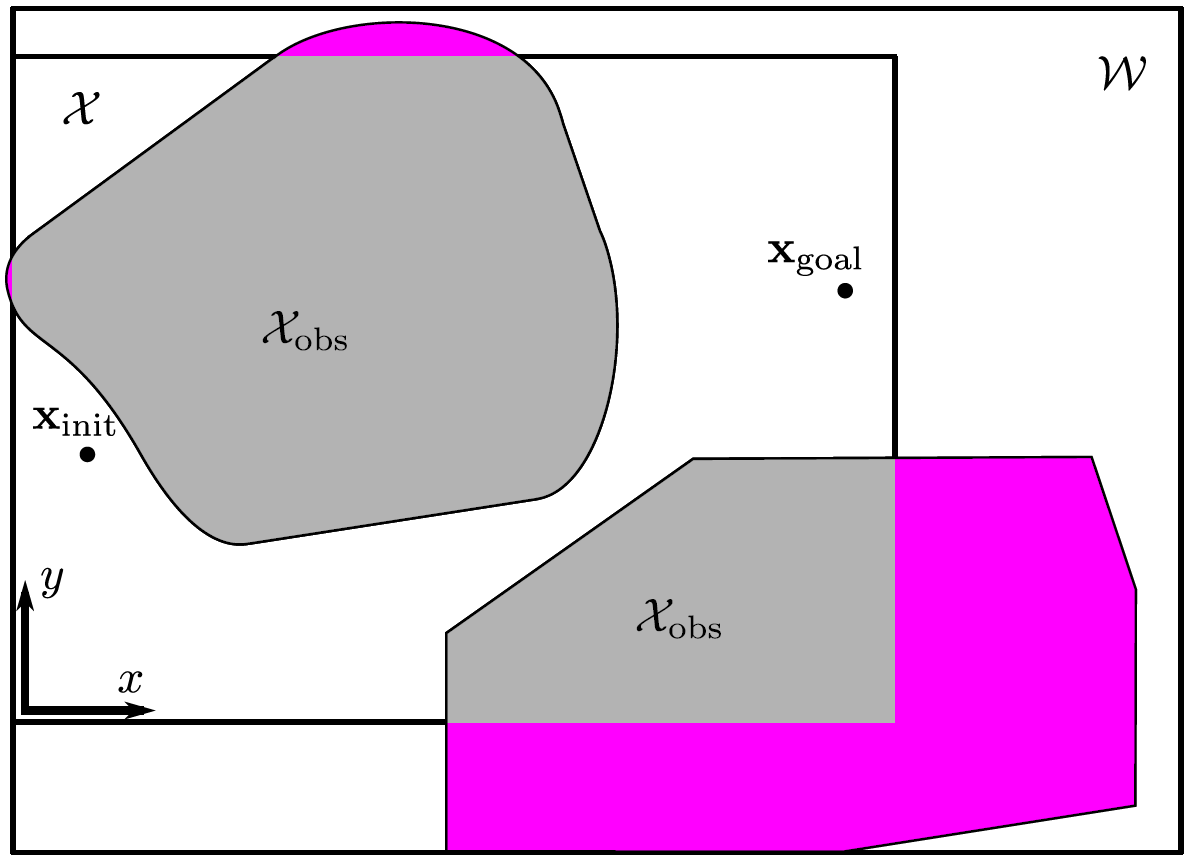 𝒲
𝒳
x_goal
𝒳_obs
x_init
y
𝒳_obs
x